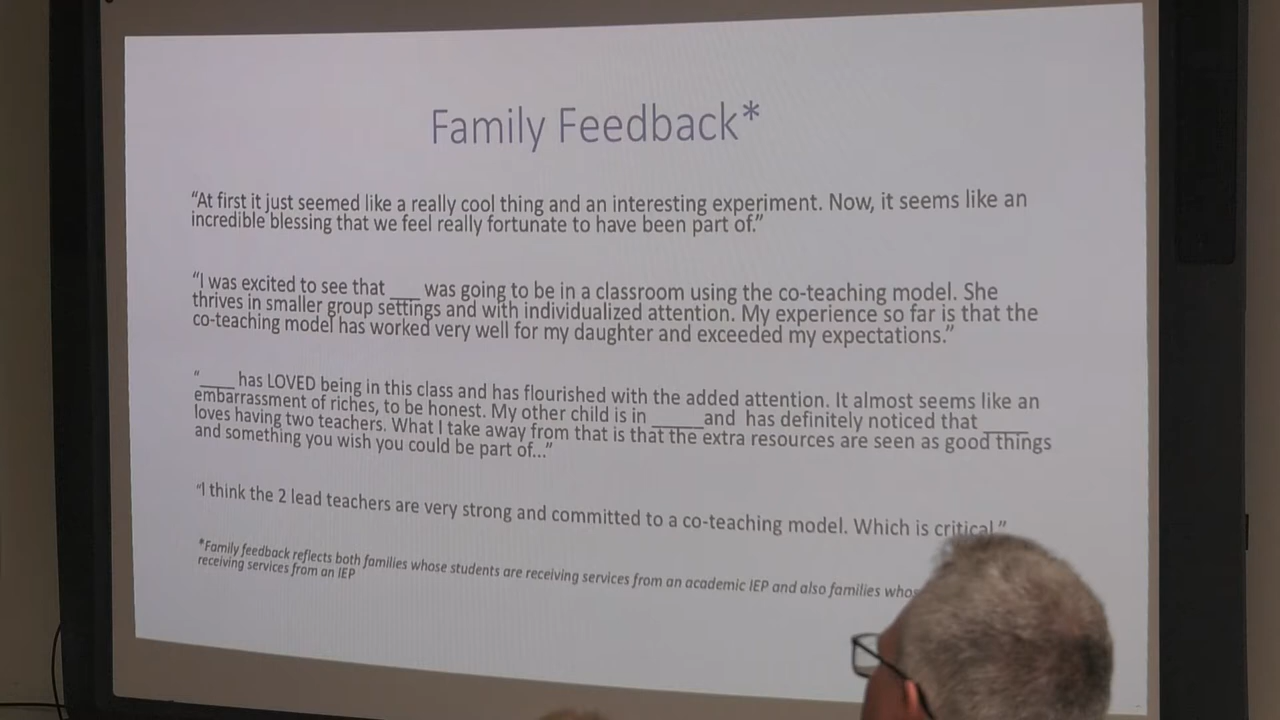 Family Feedback*
“At first it just seemed like a really cool thing and an interesting experiment. Now, it seems like an
incredible blessing that we feel really fortunate to have been part of.”
“I was excited to see that ___ was going to be in a classroom using the co-teaching model. She
thrives in smaller group settings and with individualized attention. My experience so far is that the
co-teaching model has worked very well for my daughter and exceeded my expectations.”
“____ has LOVED being in this class and has flourished with the added attention. It almost seems like an
embarrassment of riches, to be honest. My other child is in _____ and has definitely noticed that ____
loves having two teachers. What I take away from that is that the extra resources are seen as good things
and something you wish you could be part of...”
“I think the 2 lead teachers are very strong and committed to a co-teaching model. Which is critical.”
*Family feedback reflects both families whose students are receiving services from an academic IEP and also families
receiving services from an IEP